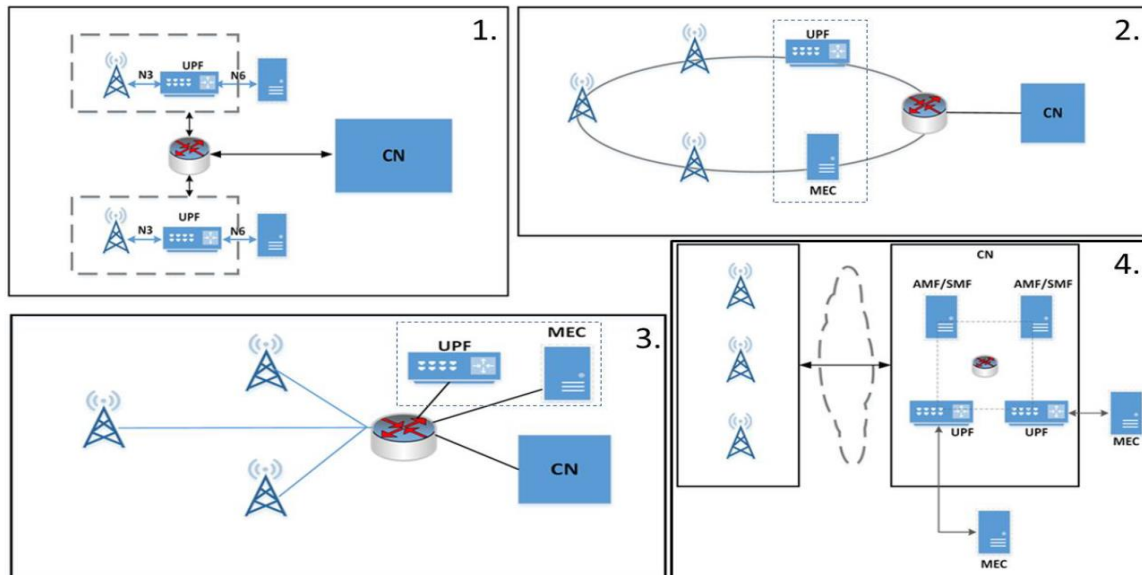 1.
UPF
N3
N6
CN
UPF
N3
N6
2.
UPF
CN
MEC
3.
MEC
UPF
CN
4.
CN
AMF/SMF
AMF/SMF
UPF
UPF
MEC
MEC